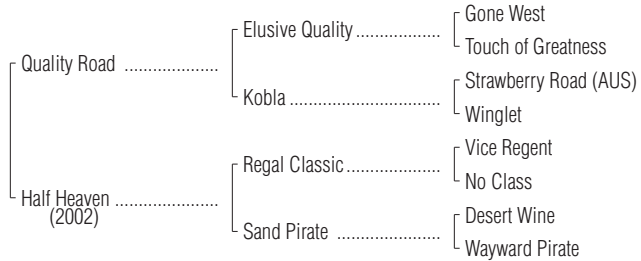 Gone West
Elusive Quality ..................
Touch of Greatness
Quality Road ....................
Strawberry Road (AUS)
Kobla ................................
Winglet
Vice Regent
Regal Classic ....................
No Class
Half Heaven ......................
(2002)
Desert Wine
Sand Pirate ......................
Wayward Pirate